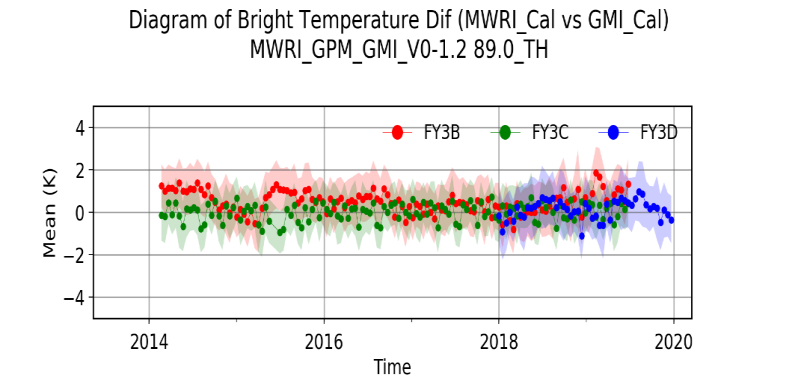 Diagram of Bright Temperature Dif (MWRI_Cal vs GMI_Cal)
MWRI_GPM_GMI_V0-1.2 89.0_TH
FY3B FY3C FY3D
Mean (K)
4
2
0
−2
−4
2014 2016 2018 2020
Time